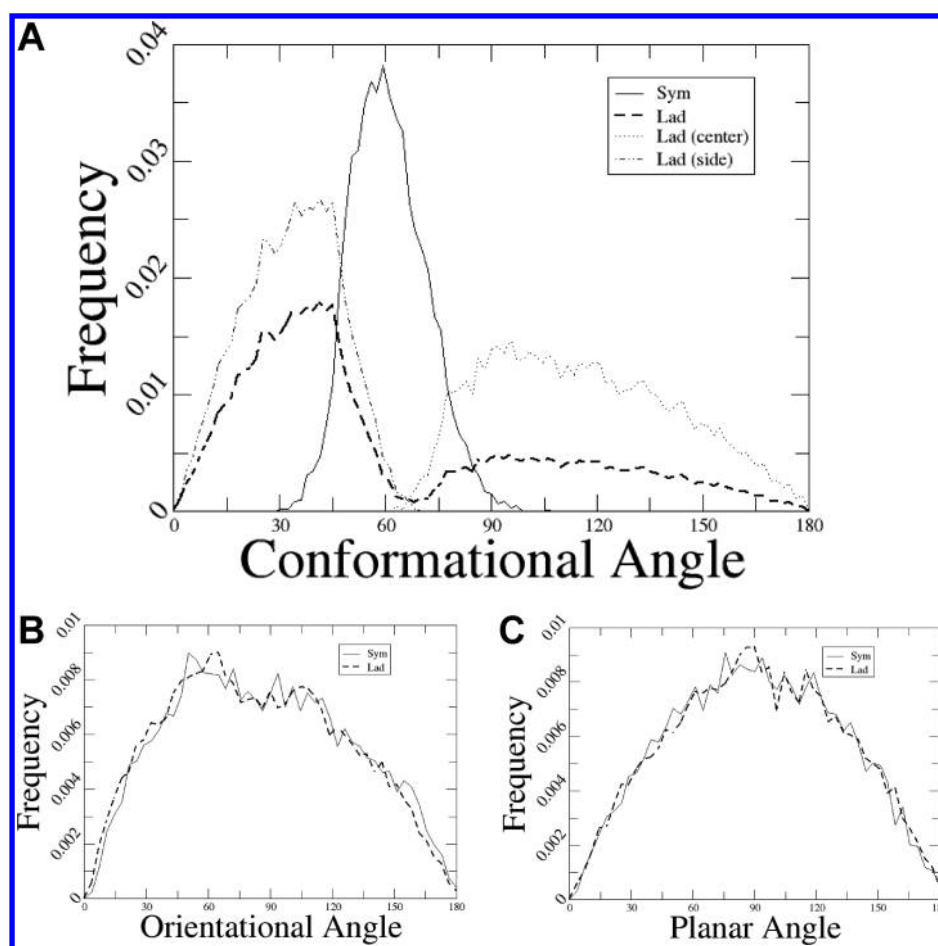 A
0.04
0.03
0.02
0.01
0
Frequency
Sym
Lad
Lad (center)
Lad (side)
0 30 60 90 120 150 180
Conformational Angle
B
0.01
0.008
0.006
0.004
0.002
0
Frequency
Sym
Lad
0 30 60 90 120 150 180
Orientational Angle
C
0.01
0.008
0.006
0.004
0.002
0
Frequency
Sym
Lad
0 30 60 90 120 150 180
Planar Angle